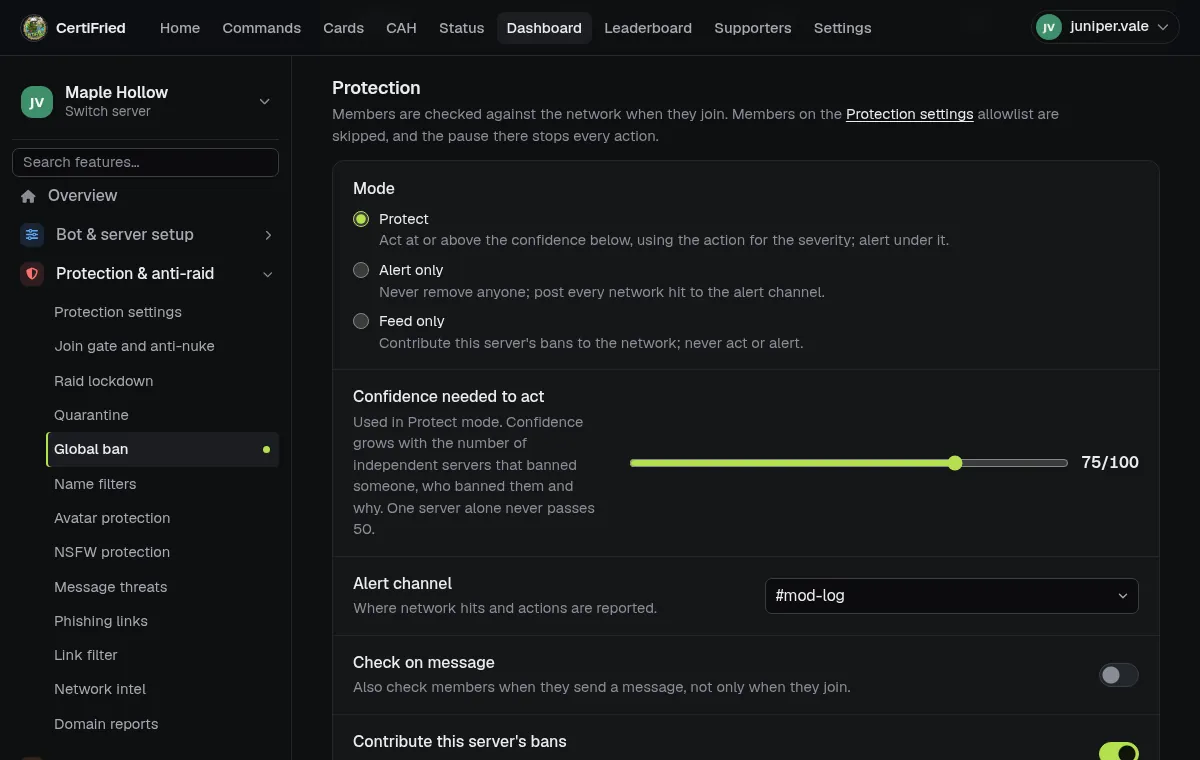 CertiFried
Home
Commands
Cards
CAH
Status
Dashboard
Leaderboard
Supporters
Settings
JV
juniper.vale
JV
Maple Hollow
Switch server
Search features...
Overview
Bot & server setup
Protection & anti-raid
Protection settings
Join gate and anti-nuke
Raid lockdown
Quarantine
Global ban
Name filters
Avatar protection
NSFW protection
Message threats
Phishing links
Link filter
Network intel
Domain reports
Protection
Members are checked against the network when they join. Members on the Protection settings allowlist are
skipped, and the pause there stops every action.
Mode
Protect
Act at or above the confidence below, using the action for the severity; alert under it.
Alert only
Never remove anyone; post every network hit to the alert channel.
Feed only
Contribute this server's bans to the network; never act or alert.
Confidence needed to act
Used in Protect mode. Confidence
grows with the number of
independent servers that banned
someone, who banned them and
why. One server alone never passes
50.
75/100
Alert channel
Where network hits and actions are reported.
#mod-log
Check on message
Also check members when they send a message, not only when they join.
Contribute this server's bans